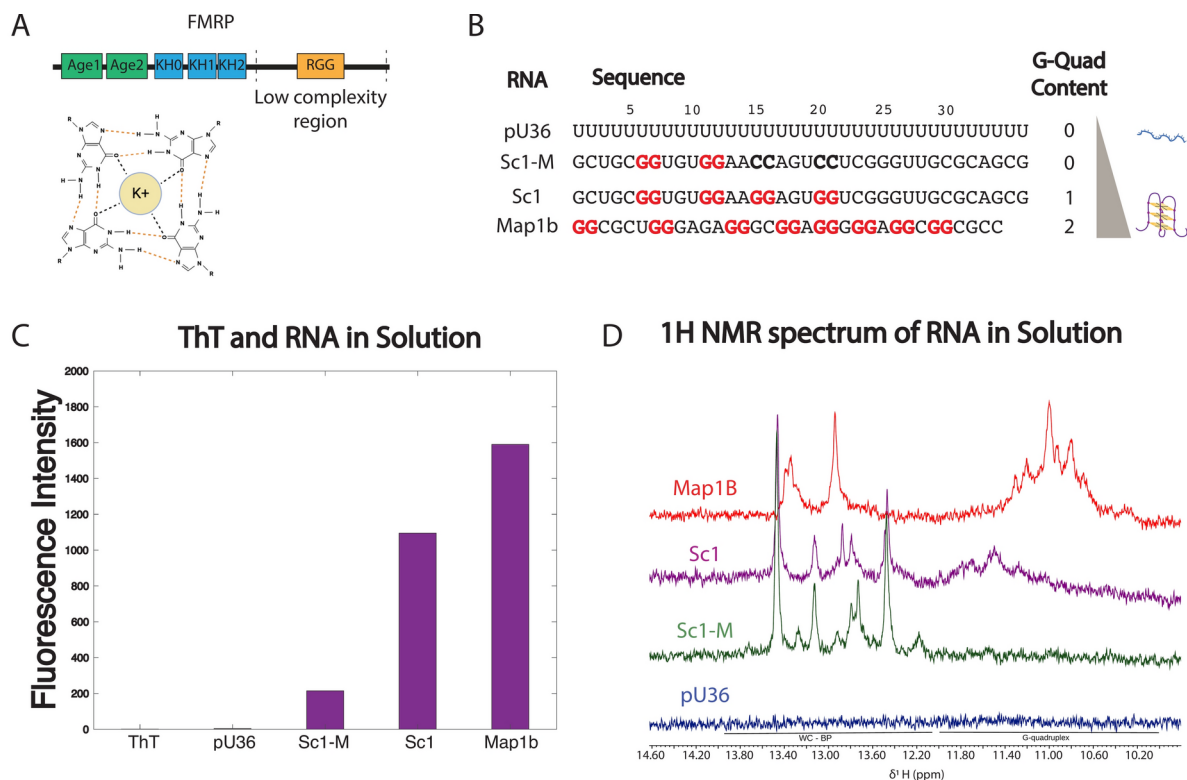 A
FMRP
Age1 Age2 KH0 KH1 KH2 RGG
Low complexity
region
K+
B
RNA Sequence G-Quad
Content
5 10 15 20 25 30
pU36 UUUUUUUUUUUUUUUUUUUUUUUUUUUUUUUUUUUU 0
Sc1-M GCUGCGGUGUGGAACCAGUCCUCGGGUUGCGCAGCG 0
Sc1 GCUGCGGUGUGGAAGGAGUGGUCGGGUUGCGCAGCG 1
Map1b GGCGCUGGGAGAGGGCGGAGGGGGAGGCGGCGCC 2
C
ThT and RNA in Solution
Fluorescence Intensity
2000
1800
1600
1400
1200
1000
800
600
400
200
0
ThT pU36 Sc1-M Sc1 Map1b
D
1H NMR spectrum of RNA in Solution
Map1B
Sc1
Sc1-M
pU36
WC - BP G-quadruplex
14.60 14.20 13.80 13.40 13.00 12.60 12.20 11.80 11.40 11.00 10.60 10.20
δ¹ H (ppm)